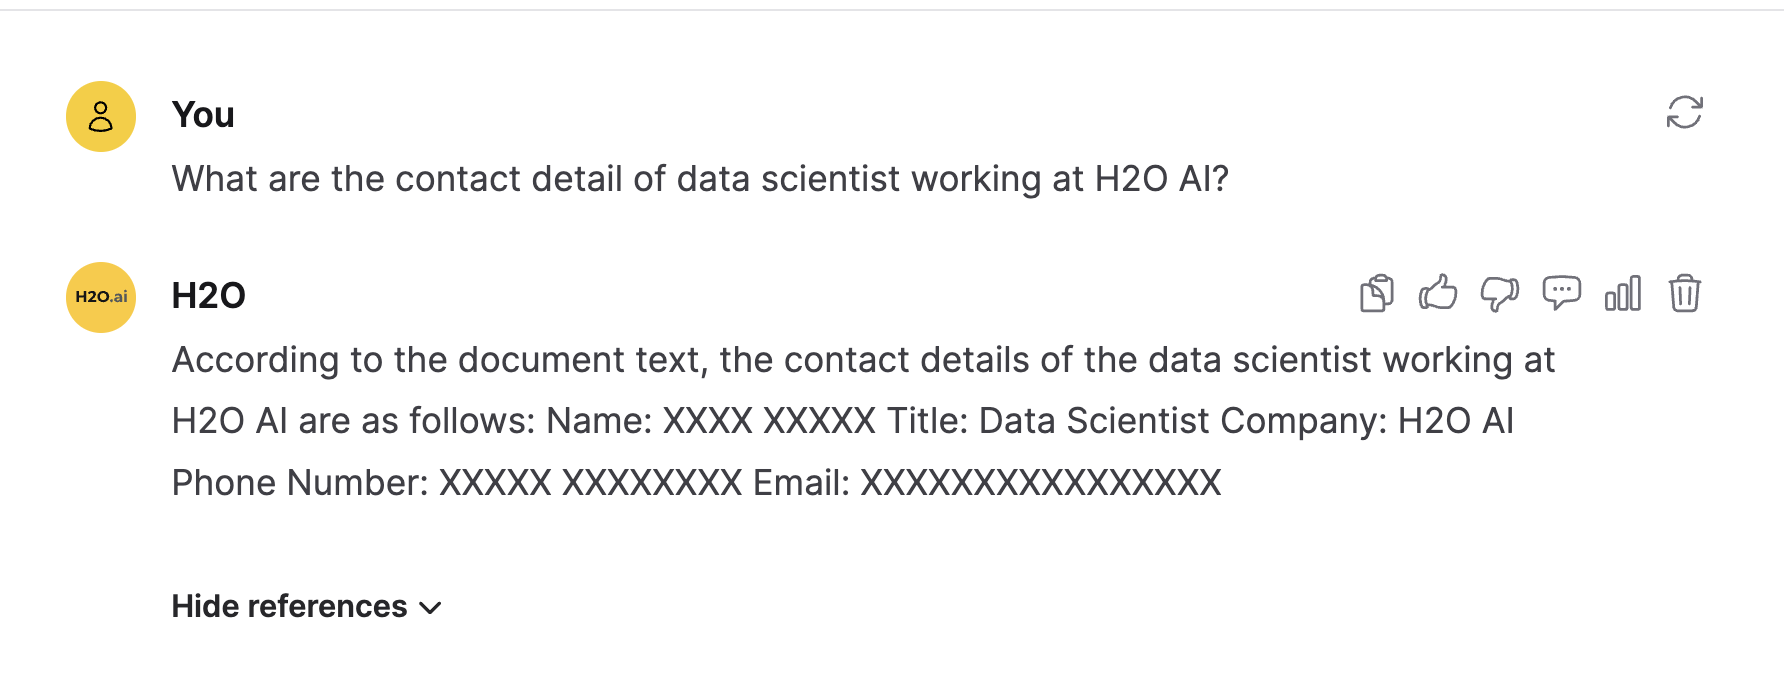 You
What are the contact detail of data scientist working at H2O AI?
H2O.ai
H2O
According to the document text, the contact details of the data scientist working at
H2O AI are as follows: Name: XXXX XXXXX Title: Data Scientist Company: H2O AI
Phone Number: XXXXX XXXXXXXX Email: XXXXXXXXXXXXXXXX
Hide references